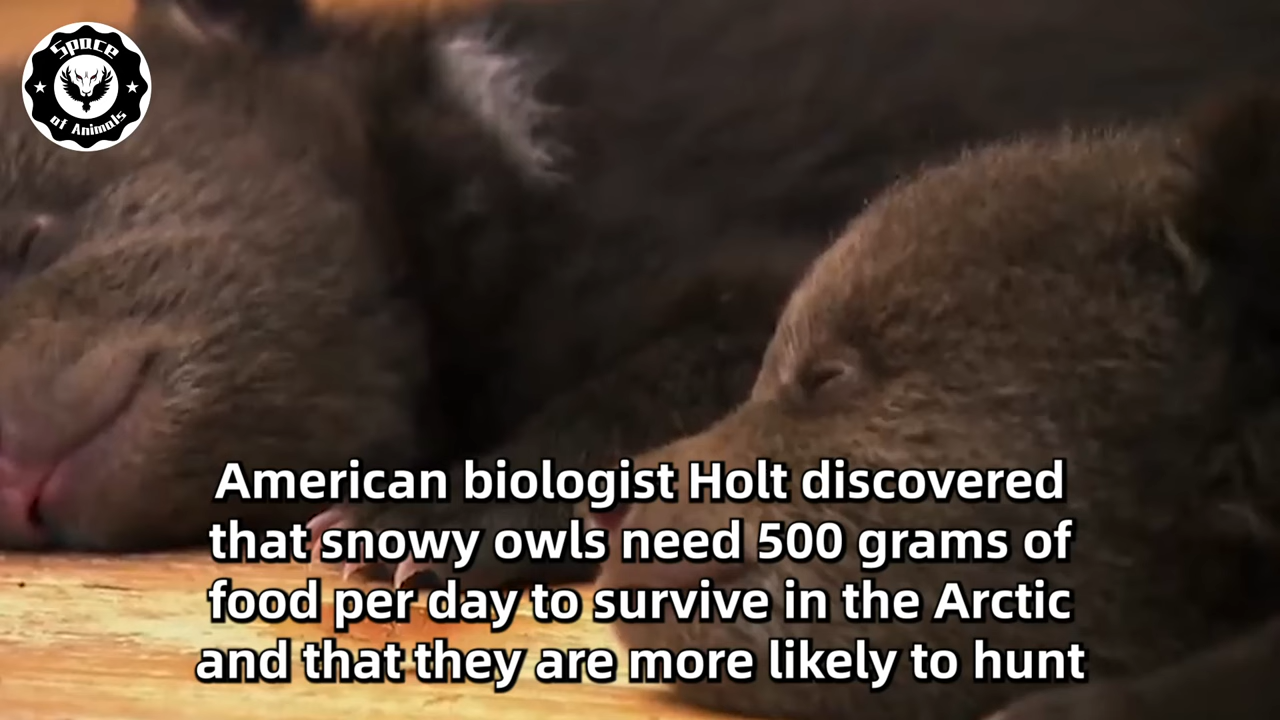 Space
of Animals
American biologist Holt discovered
that snowy owls need 500 grams of
food per day to survive in the Arctic
and that they are more likely to hunt